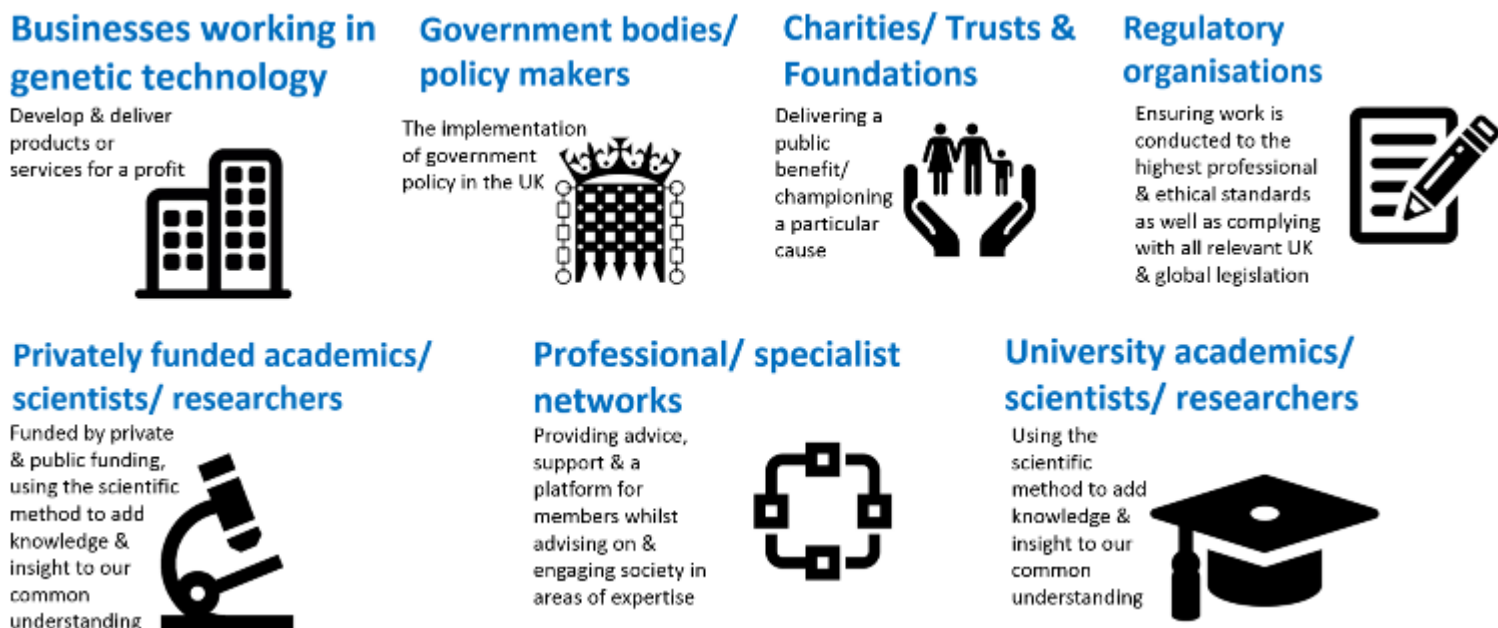 Businesses working in
genetic technology
Develop & deliver
products or
services for a profit
Government bodies/
policy makers
The implementation
of government
policy in the UK
Charities/ Trusts &
Foundations
Delivering a
public
benefit/
championing
a particular
cause
Regulatory
organisations
Ensuring work is
conducted to the
highest professional
& ethical standards
as well as complying
with all relevant UK
& global legislation
Privately funded academics/
scientists/ researchers
Funded by private
& public funding,
using the scientific
method to add
knowledge &
insight to our
common
understanding
Professional/ specialist
networks
Providing advice,
support & a
platform for
members whilst
advising on &
engaging society in
areas of expertise
University academics/
scientists/ researchers
Using the
scientific
method to add
knowledge &
insight to our
common
understanding